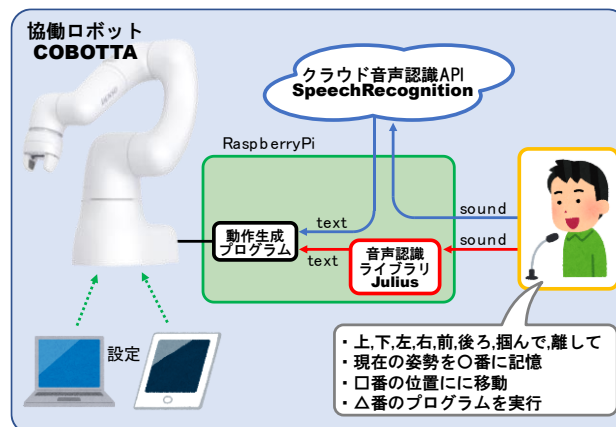 協働ロボット
COBOTTA
クラウド音声認識API
SpeechRecognition
RaspberryPi
text
sound
動作生成
プログラム
text
音声認識
ライブラリ
Julius
sound
設定
・上,下,左,右,前,後ろ,掴んで,離して
・現在の姿勢を〇番に記憶
・□番の位置にに移動
・△番のプログラムを実行